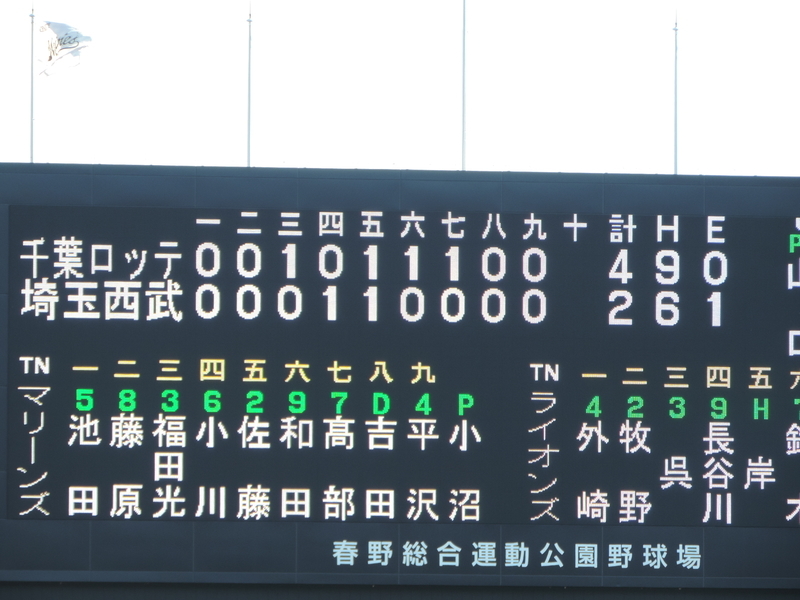 一 二 三 四 五 六 七 八 九 十 計 H E
千葉ロッテ 0 0 1 0 1 1 1 0 0 4 9 0
埼玉西武 0 0 0 1 1 0 0 0 0 2 6 1
TN 一 二 三 四 五 六 七 八 九
マリーンズ
5 8 3 6 2 9 7 D 4 P
池田 藤原 福田光 小川 佐藤 和田 髙部 吉田 平沢 小沼
TN 一 二 三 四 五
ライオンズ
4 2 3 9 H
外崎 牧野 呉 長谷川 岸
春野総合運動公園野球場